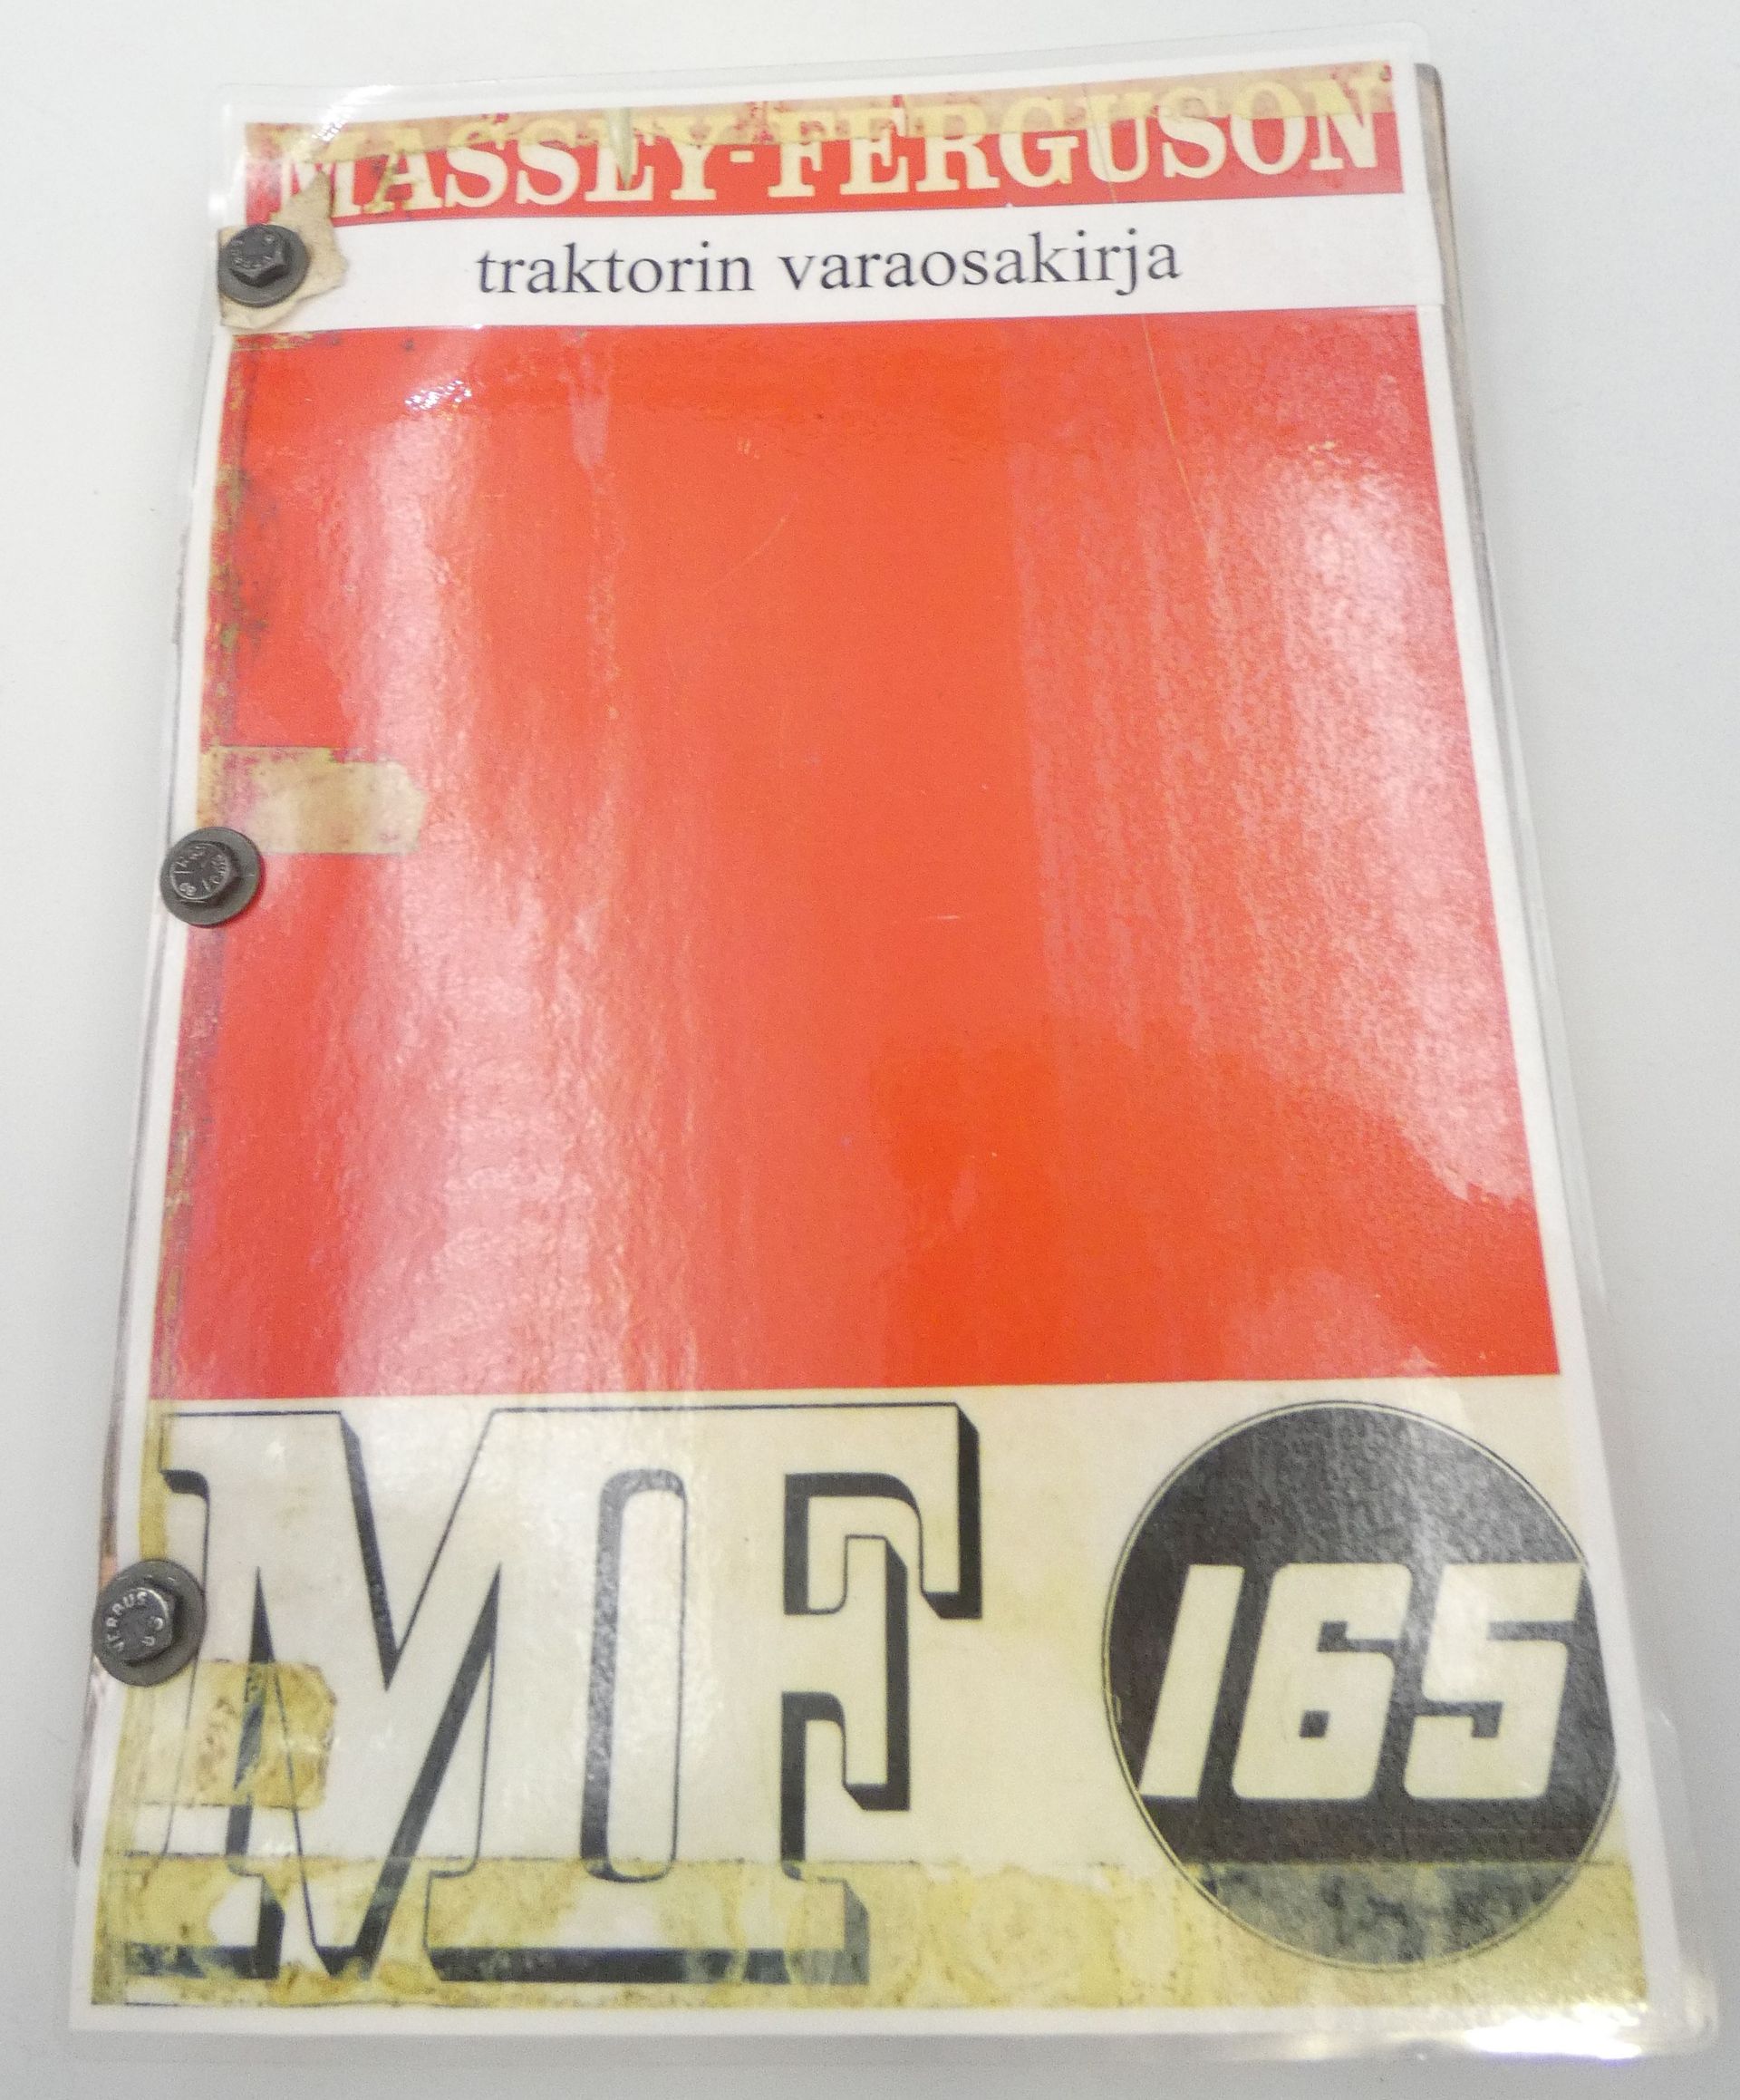 MASSEY-FERGUSON
traktorin varaosakirja
MF 165